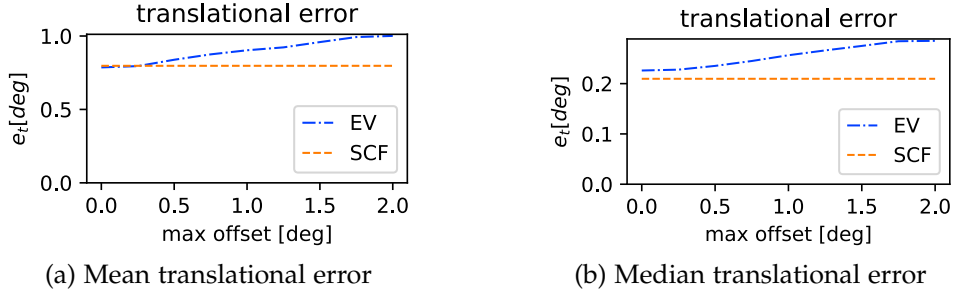 translational error
1.0
0.5
0.0
e_t[deg]
EV
SCF
0.0 0.5 1.0 1.5 2.0
max offset [deg]
(a) Mean translational error
translational error
0.2
0.1
0.0
e_t[deg]
EV
SCF
0.0 0.5 1.0 1.5 2.0
max offset [deg]
(b) Median translational error